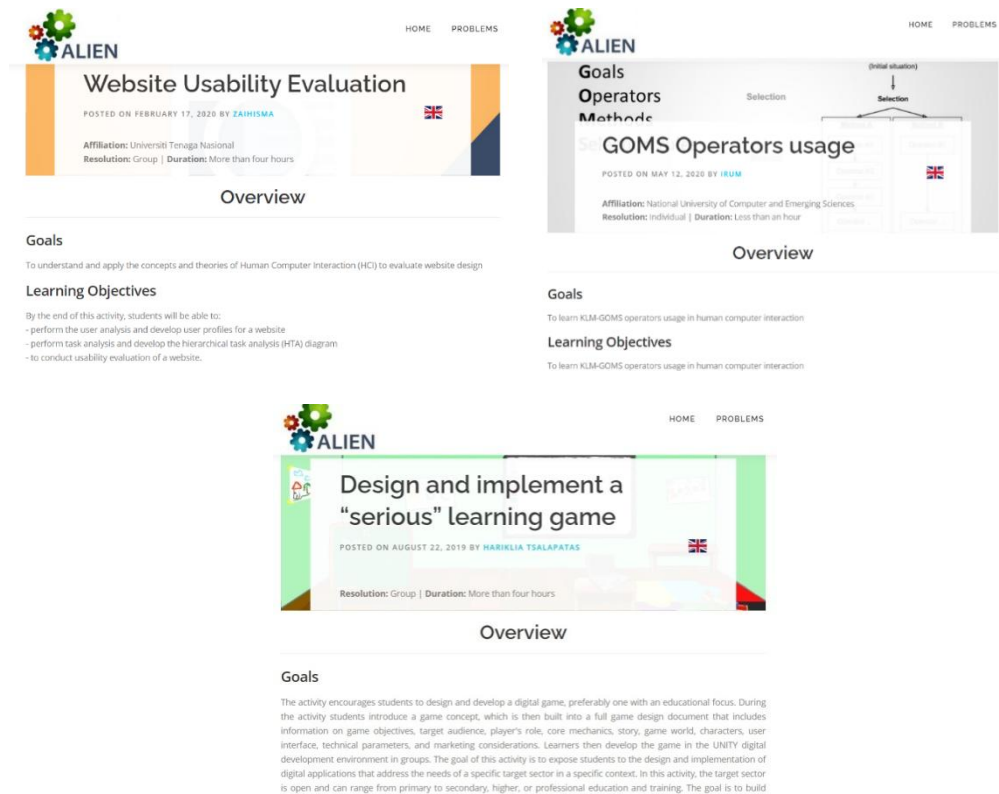 HOME PROBLEMS
ALIEN
Website Usability Evaluation
POSTED ON FEBRUARY 17, 2020 BY ZAIHISMA
Affiliation: Universiti Tenaga Nasional
Resolution: Group | Duration: More than four hours
Overview
Goals
To understand and apply the concepts and theories of Human Computer Interaction (HCI) to evaluate website design
Learning Objectives
By the end of this activity, students will be able to:
- perform the user analysis and develop user profiles for a website
- perform task analysis and develop the hierarchical task analysis (HTA) diagram
- to conduct usability evaluation of a website.
HOME PROBLEMS
ALIEN
Goals
Operators
Methods
(Initial situation)
Selection
Selection
GOMS Operators usage
POSTED ON MAY 12, 2020 BY IRUM
Affiliation: National University of Computer and Emerging Sciences
Resolution: Individual | Duration: Less than an hour
Overview
Goals
To learn KLM-GOMS operators usage in human computer interaction
Learning Objectives
To learn KLM-GOMS operators usage in human computer interaction
HOME PROBLEMS
ALIEN
Design and implement a
“serious” learning game
POSTED ON AUGUST 22, 2019 BY HARIKLIA TSALAPATAS
Resolution: Group | Duration: More than four hours
Overview
Goals
The activity encourages students to design and develop a digital game, preferably one with an educational focus. During
the activity students introduce a game concept, which is then built into a full game design document that includes
information on game objectives, target audience, player's role, core mechanics, story, game world, characters, user
interface, technical parameters, and marketing considerations. Learners then develop the game in the UNITY digital
development environment in groups. The goal of this activity is to expose students to the design and implementation of
digital applications that address the needs of a specific target sector in a specific context. In this activity, the target sector
is open and can range from primary to secondary, higher, or professional education and training. The goal is to build